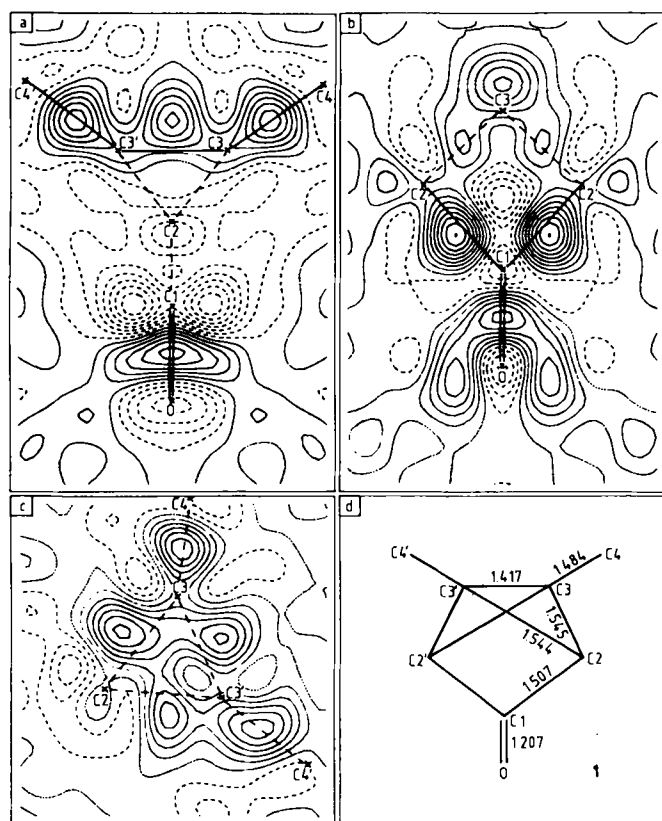 a
C4 C4
C3' C3
C2
C1
O
b
C3
C2' C2
C1
O
c
C4
C3
C2 C3'
C4'
d
C4' C4
1.484
C3' 1.417 C3
1.545
1.544
C2' C2
1.507
C1
1.207
O
1